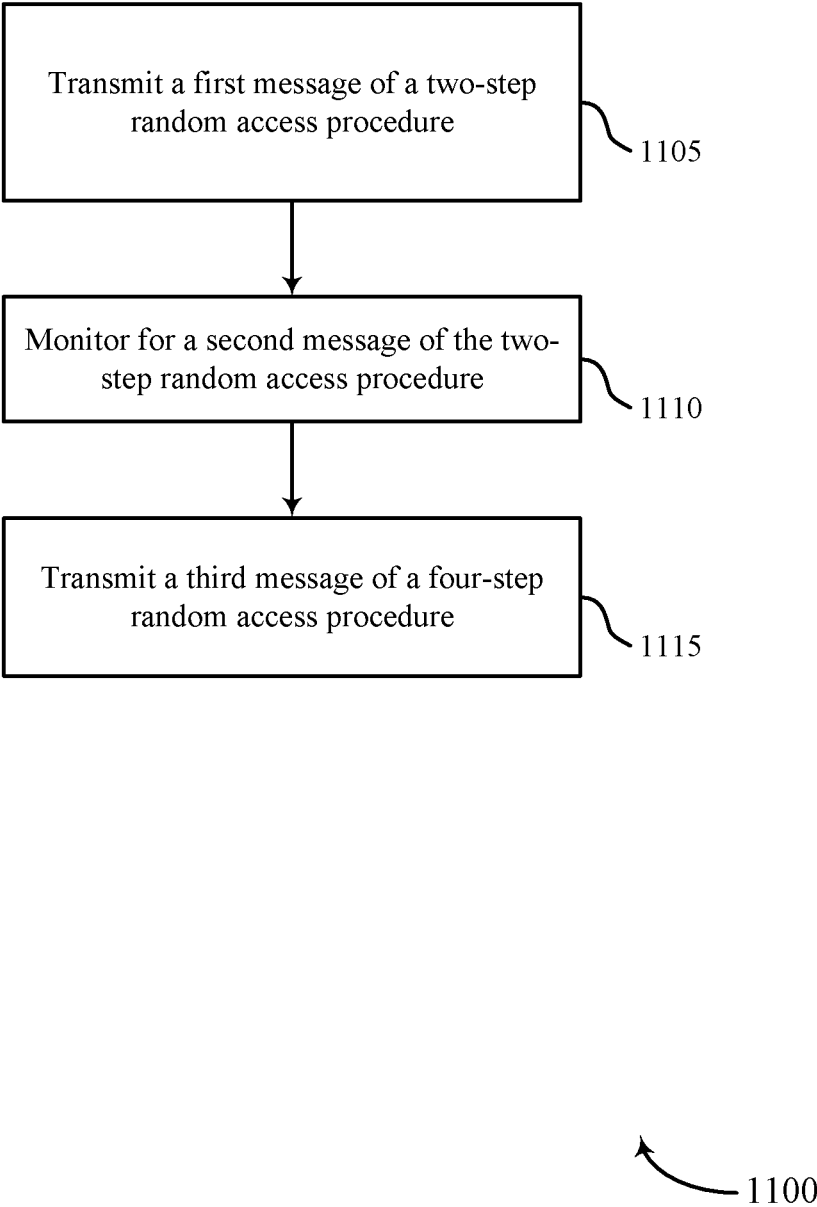 Transmit a first message of a two-step
random access procedure
1105
Monitor for a second message of the two-
step random access procedure
1110
Transmit a third message of a four-step
random access procedure
1115
1100